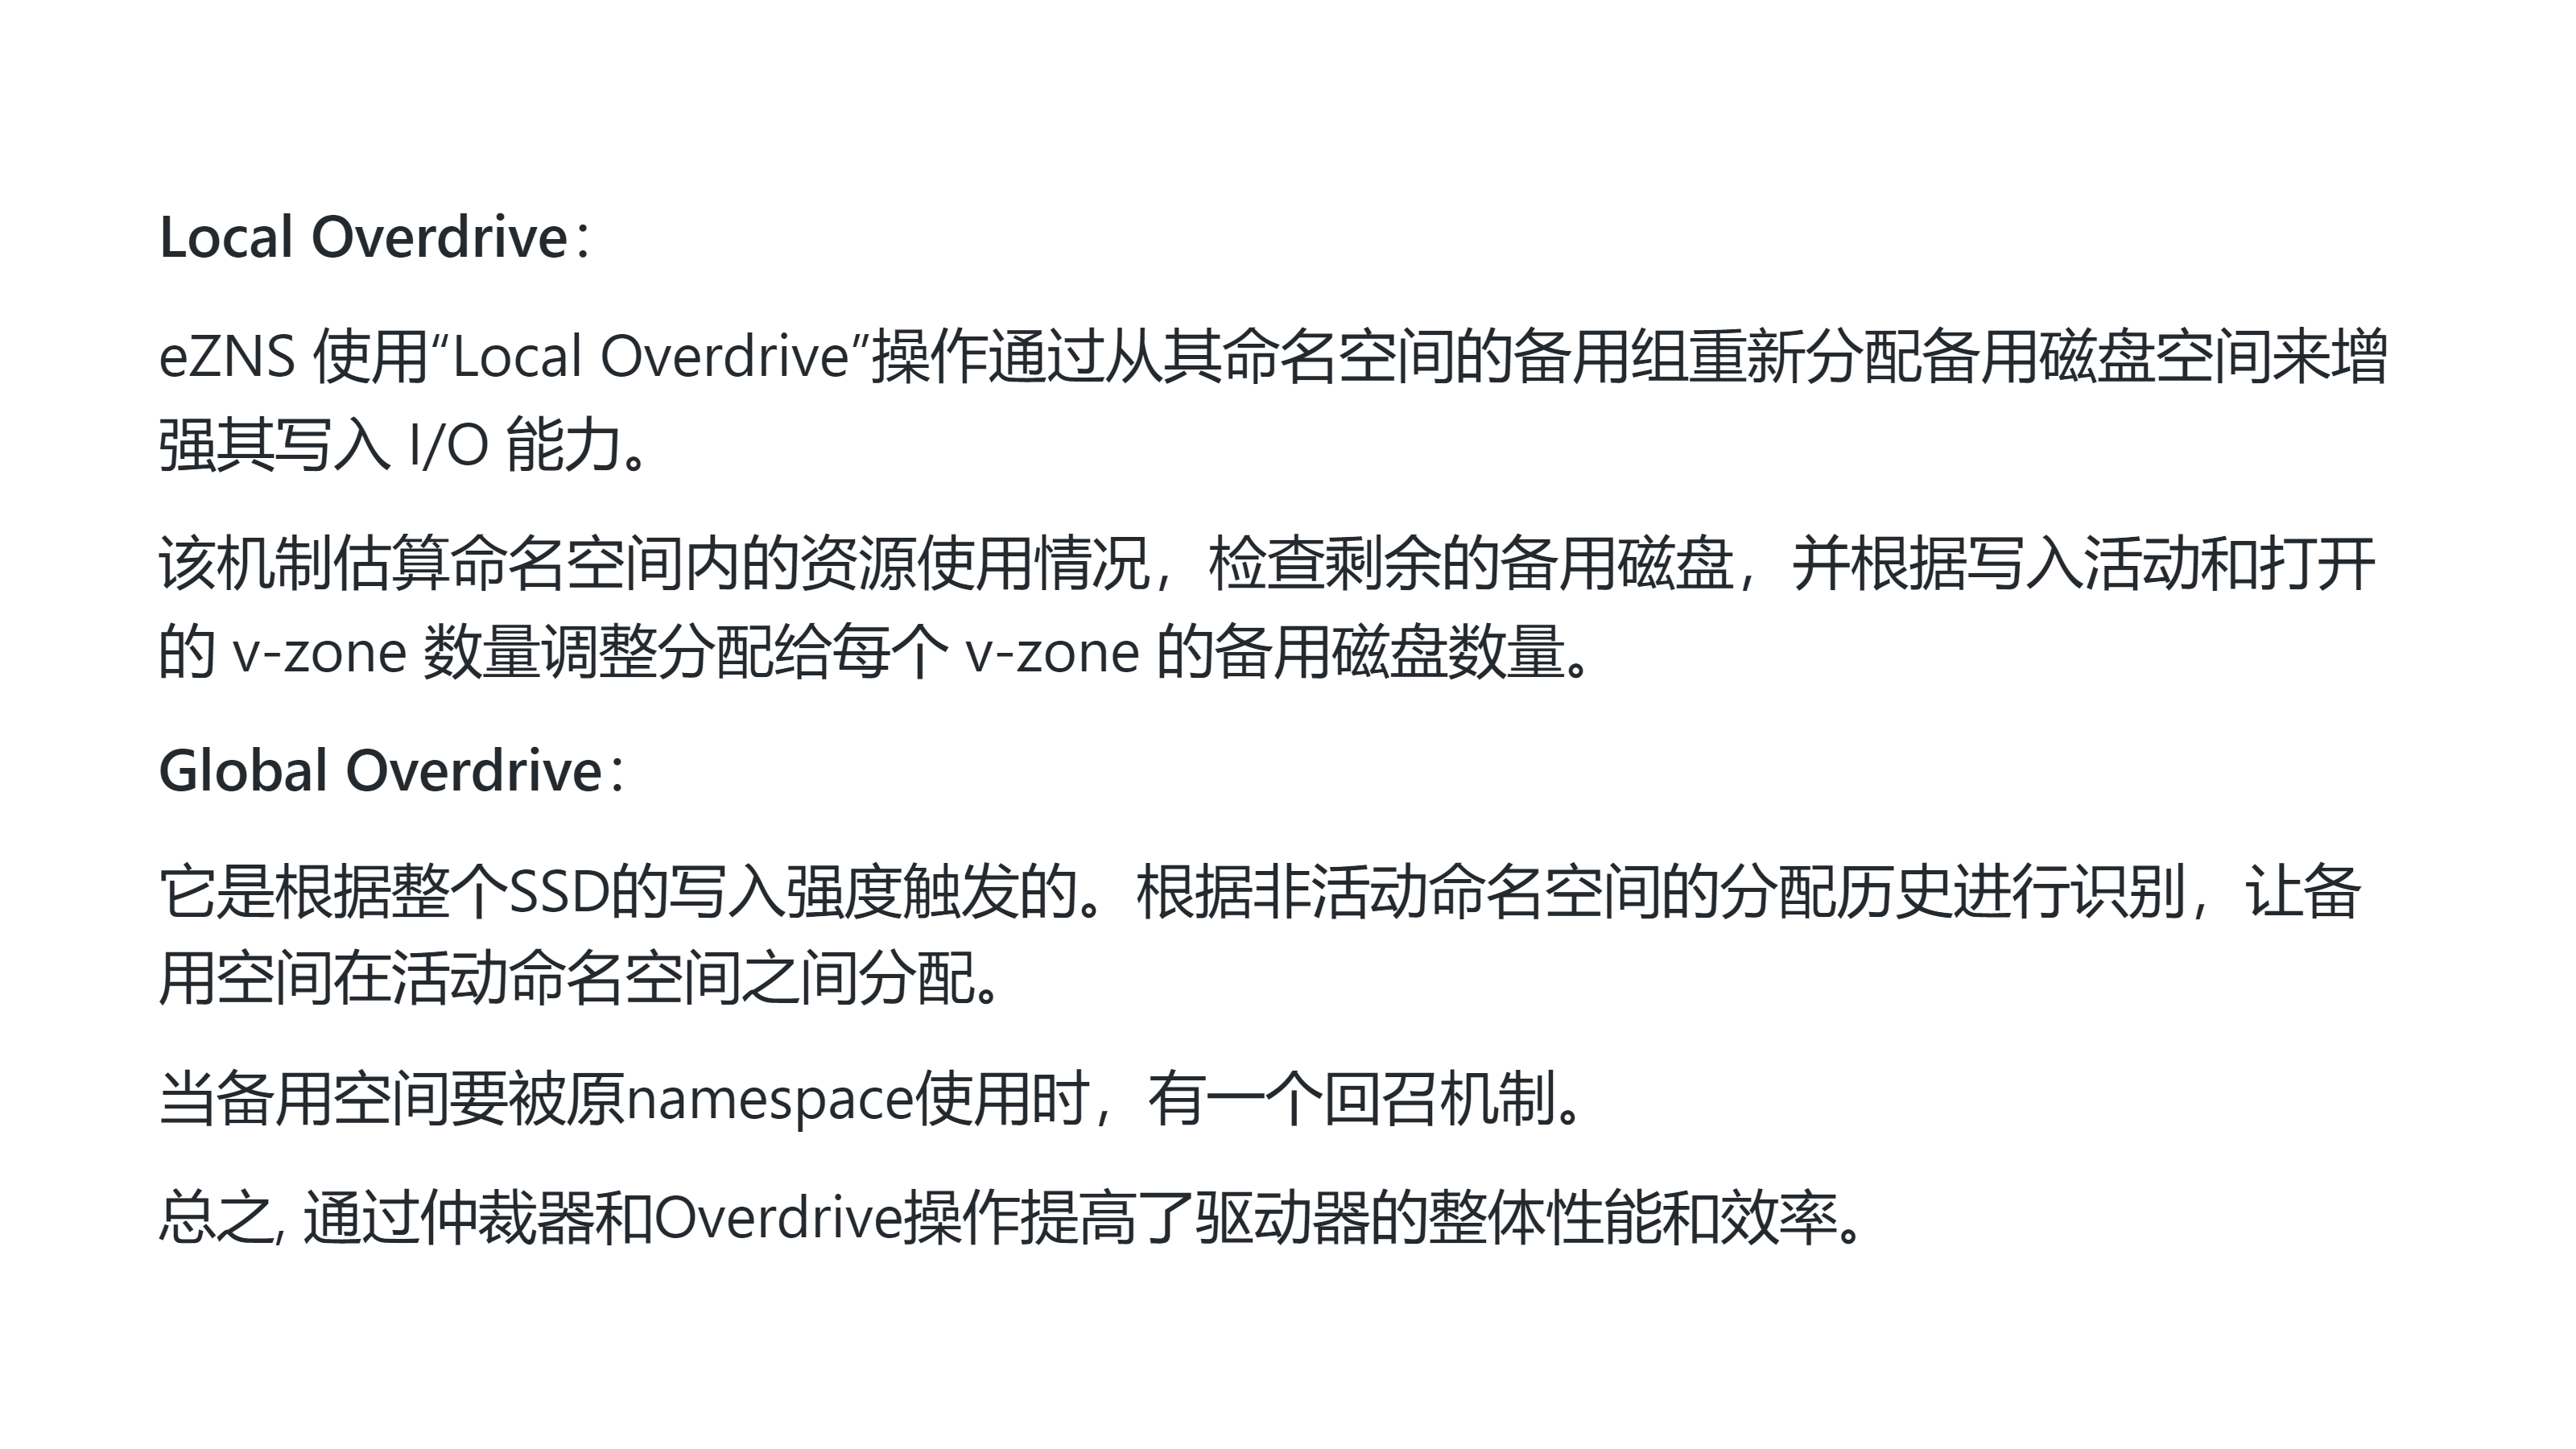 Local Overdrive：
eZNS 使用“Local Overdrive”操作通过从其命名空间的备用组重新分配备用磁盘空间来增
强其写入 I/O 能力。
该机制估算命名空间内的资源使用情况，检查剩余的备用磁盘，并根据写入活动和打开
的 v-zone 数量调整分配给每个 v-zone 的备用磁盘数量。
Global Overdrive：
它是根据整个SSD的写入强度触发的。根据非活动命名空间的分配历史进行识别，让备
用空间在活动命名空间之间分配。
当备用空间要被原namespace使用时，有一个回召机制。
总之, 通过仲裁器和Overdrive操作提高了驱动器的整体性能和效率。